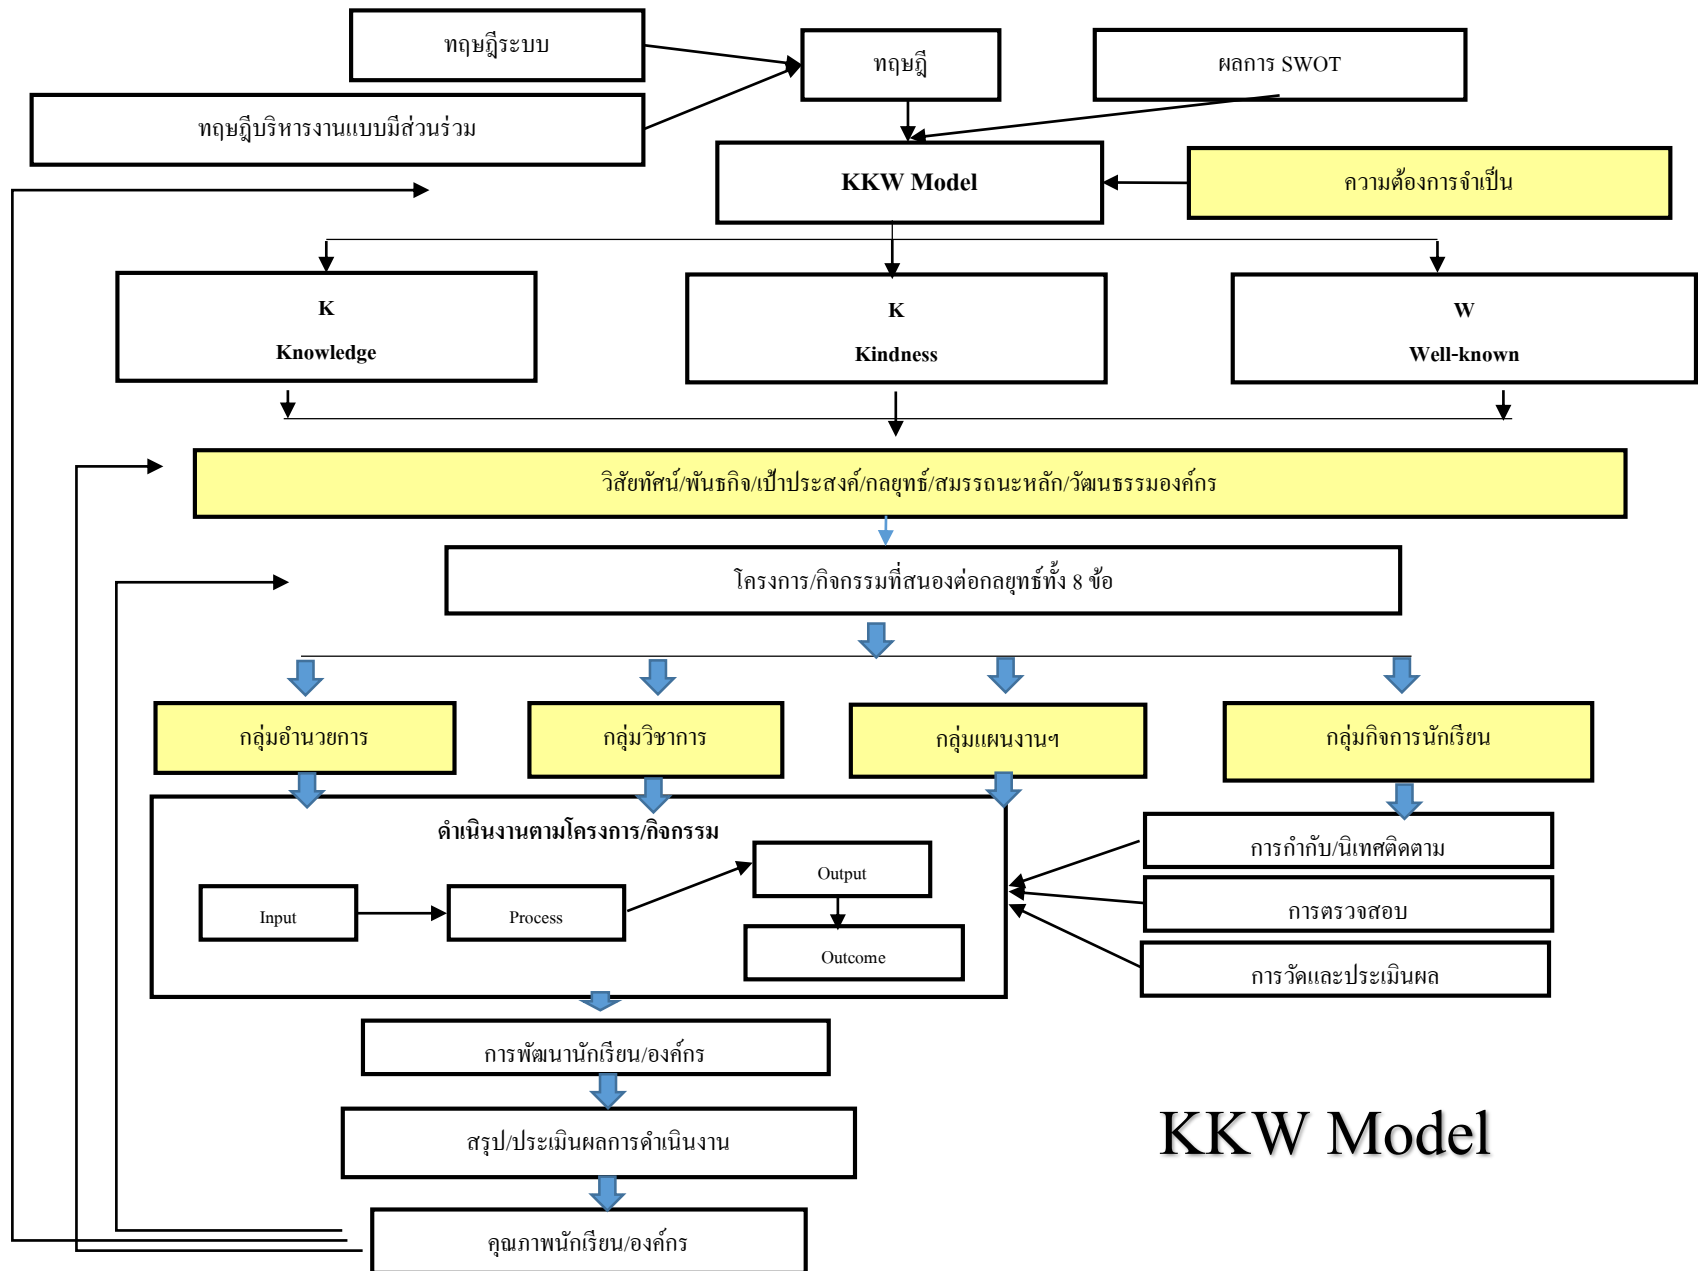 ทฤษฎีระบบ
ทฤษฎี
ผลการ SWOT
ทฤษฎีบริหารงานแบบมีส่วนร่วม
KKW Model
ความต้องการจำเป็น
K
Knowledge
K
Kindness
W
Well-known
วิสัยทัศน์/พันธกิจ/เป้าประสงค์/กลยุทธ์/สมรรถนะหลัก/วัฒนธรรมองค์กร
โครงการ/กิจกรรมที่สนองต่อกลยุทธ์ทั้ง 8 ข้อ
กลุ่มอำนวยการ
กลุ่มวิชาการ
กลุ่มแผนงานฯ
กลุ่มกิจการนักเรียน
ดำเนินงานตามโครงการ/กิจกรรม
Input
Process
Output
Outcome
การกำกับ/นิเทศติดตาม
การตรวจสอบ
การวัดและประเมินผล
การพัฒนานักเรียน/องค์กร
สรุป/ประเมินผลการดำเนินงาน
คุณภาพนักเรียน/องค์กร
KKW Model